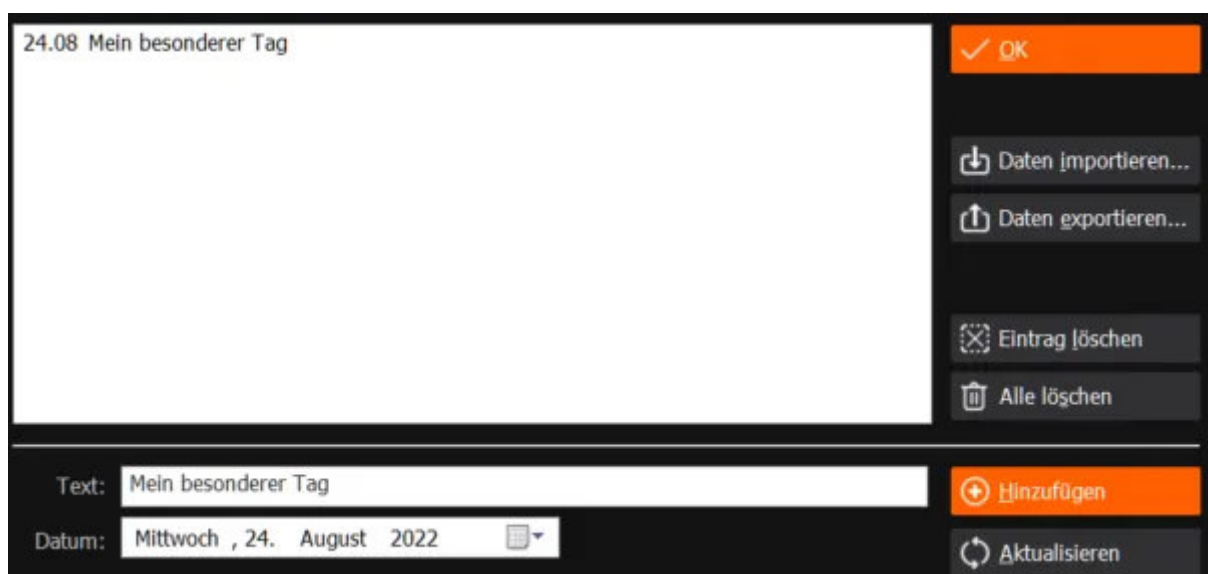 24.08 Mein besonderer Tag
OK
Daten importieren...
Daten exportieren...
Eintrag löschen
Alle löschen
Text: Mein besonderer Tag
Hinzufügen
Datum: Mittwoch , 24. August 2022
Aktualisieren